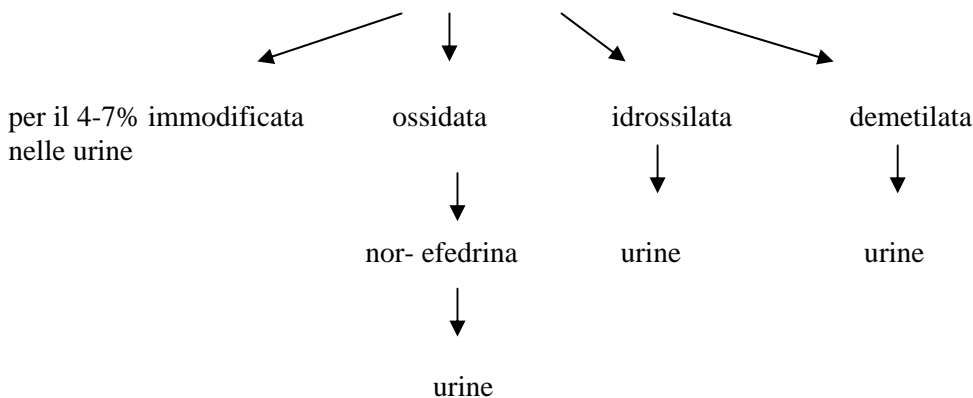 per il 4-7% immodificata ossidata idrossilata demetilata
nelle urine
nor- efedrina urine urine
urine